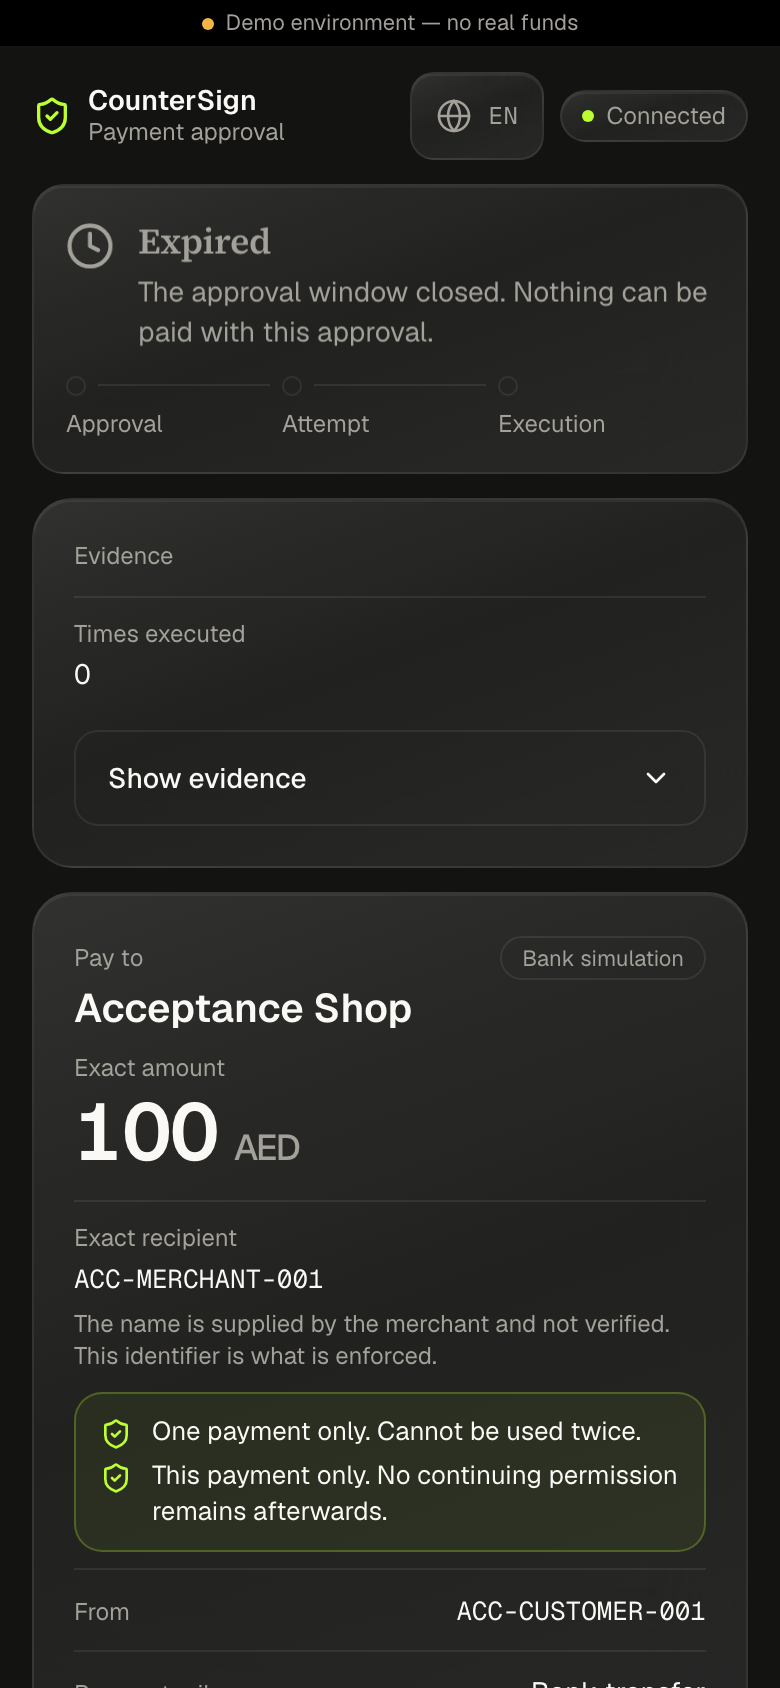 Demo environment — no real funds
CounterSign
Payment approval
EN
Connected
Expired
The approval window closed. Nothing can be
paid with this approval.
Approval
Attempt
Execution
Evidence
Times executed
0
Show evidence
Pay to
Bank simulation
Acceptance Shop
Exact amount
100 AED
Exact recipient
ACC-MERCHANT-001
The name is supplied by the merchant and not verified.
This identifier is what is enforced.
One payment only. Cannot be used twice.
This payment only. No continuing permission
remains afterwards.
From
ACC-CUSTOMER-001
Bank transfer